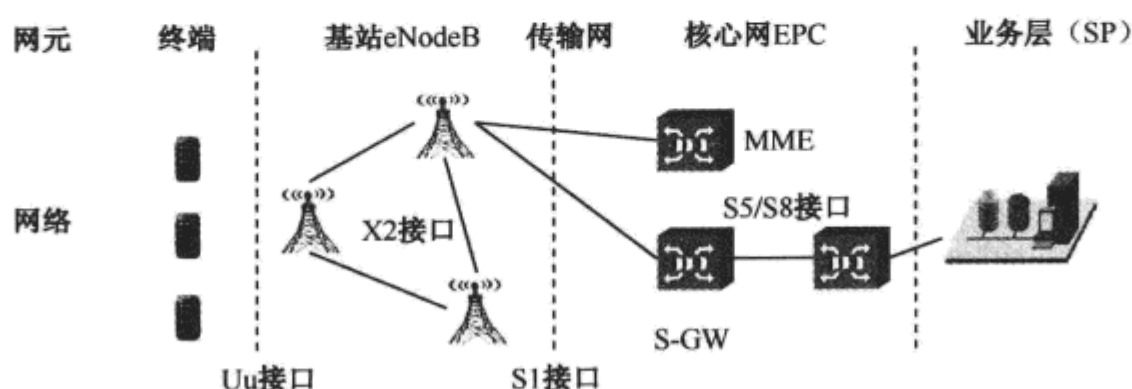 网元 终端 基站eNodeB 传输网 核心网EPC 业务层（SP）
MME
网络 X2接口 S5/S8接口
S-GW
Uu接口 S1接口